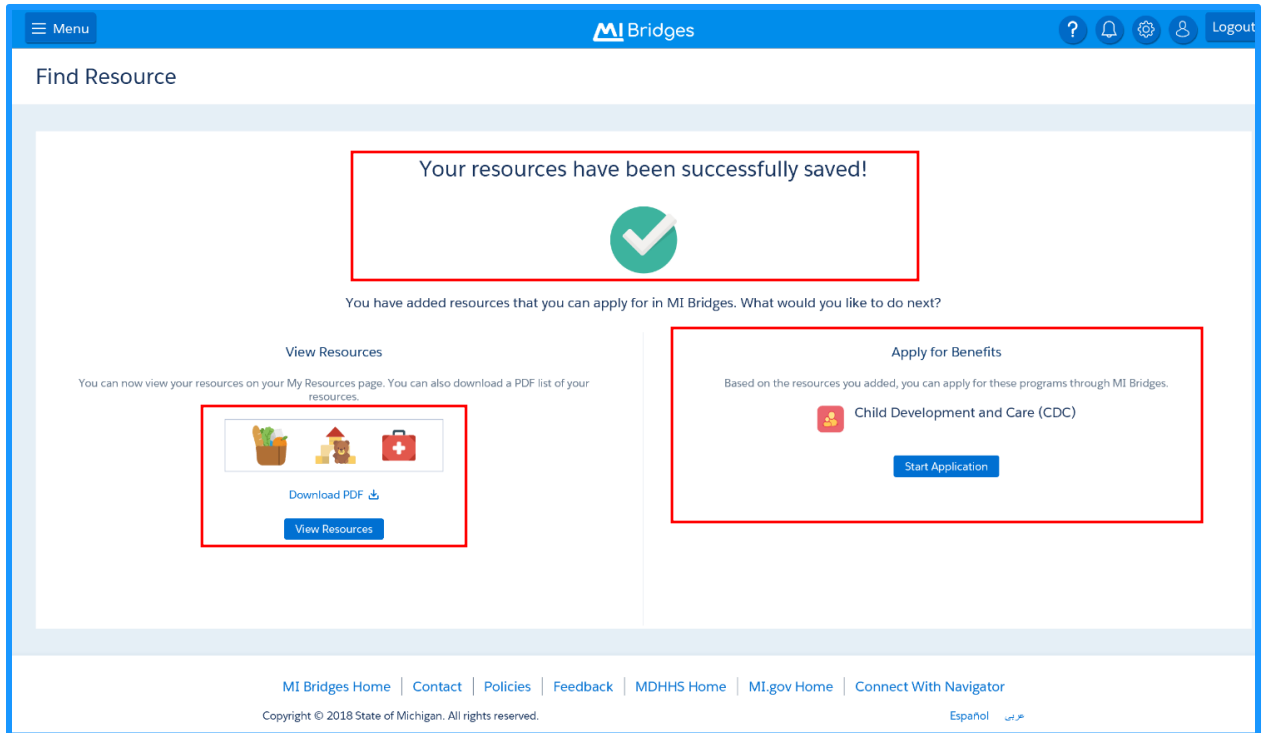 Menu
MI Bridges
?
Logout
Find Resource
Your resources have been successfully saved!
You have added resources that you can apply for in MI Bridges. What would you like to do next?
View Resources
You can now view your resources on your My Resources page. You can also download a PDF list of your
resources.
Download PDF
View Resources
Apply for Benefits
Based on the resources you added, you can apply for these programs through MI Bridges.
Child Development and Care (CDC)
Start Application
MI Bridges Home | Contact | Policies | Feedback | MDHHS Home | MI.gov Home | Connect With Navigator
Copyright © 2018 State of Michigan. All rights reserved.
Español عربى